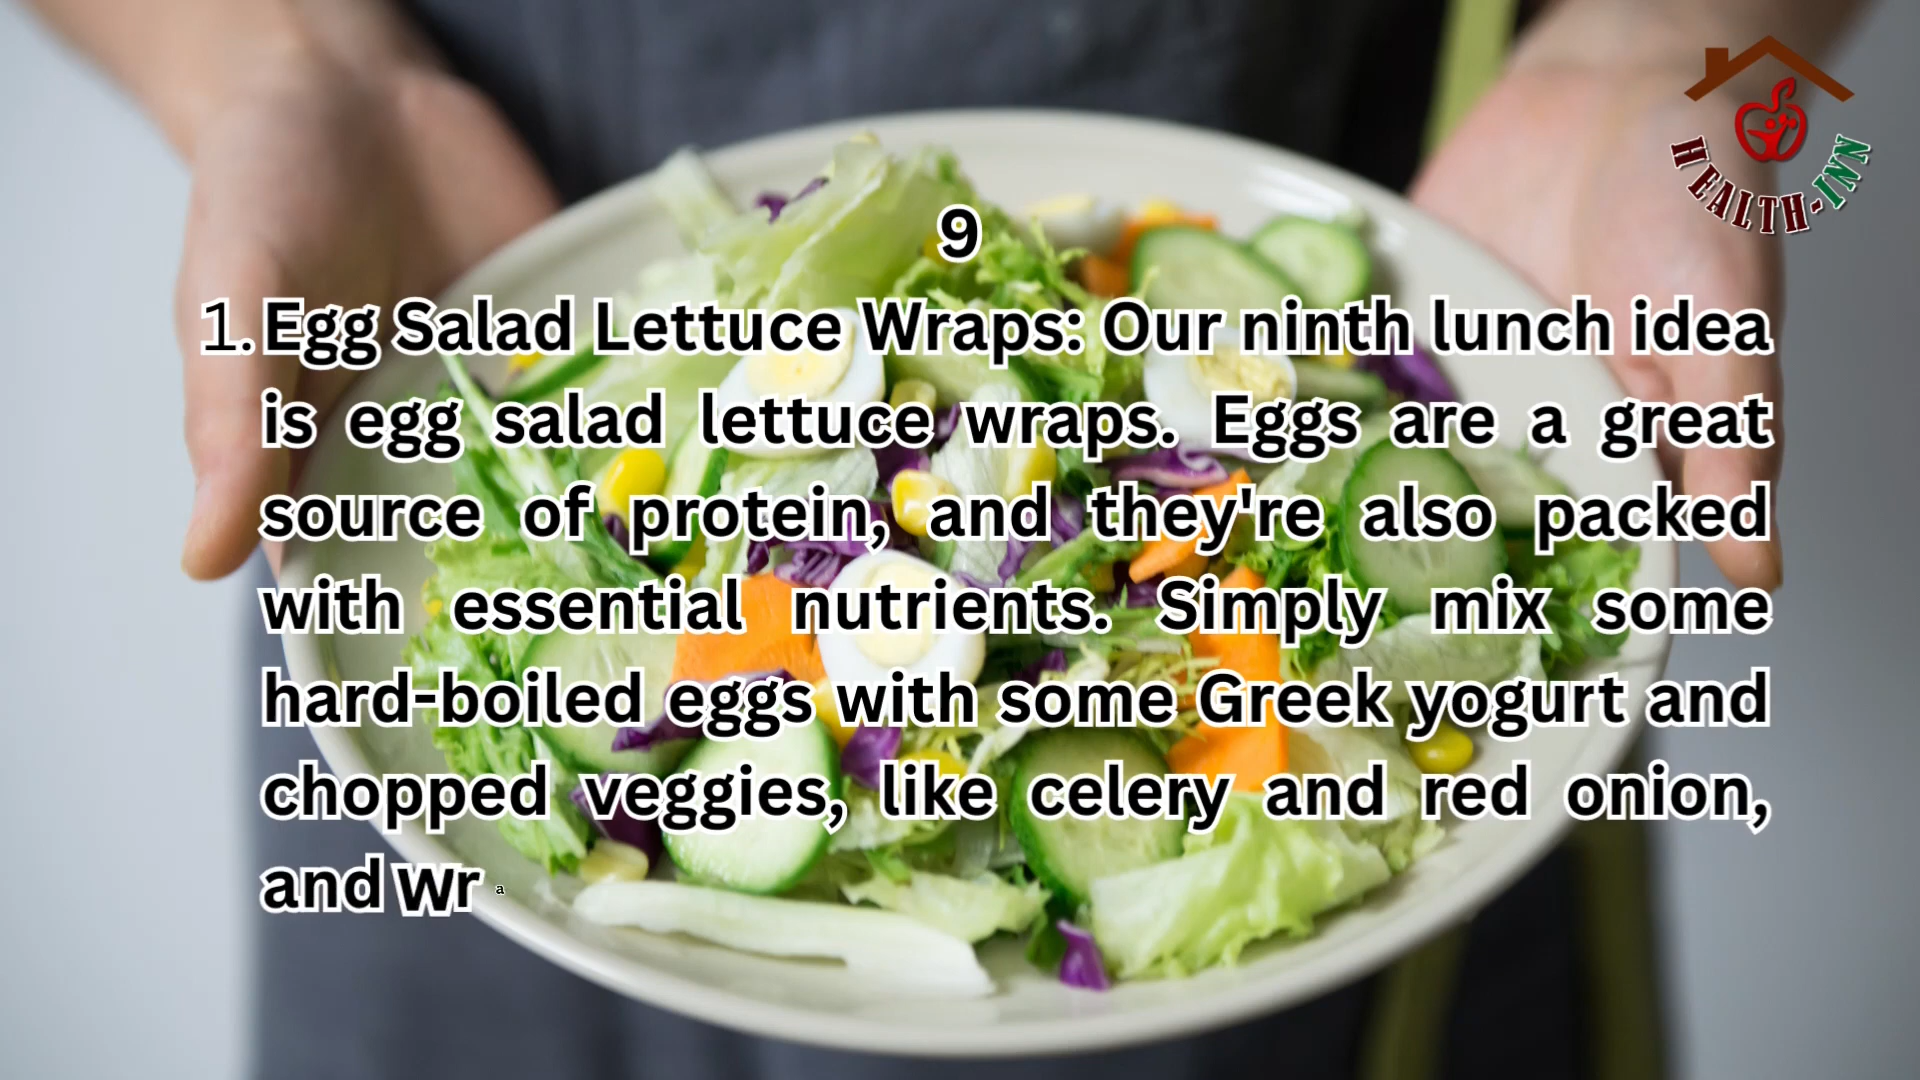 HEALTH-INN
9
1. Egg Salad Lettuce Wraps: Our ninth lunch idea
is egg salad lettuce wraps. Eggs are a great
source of protein, and they're also packed
with essential nutrients. Simply mix some
hard-boiled eggs with some Greek yogurt and
chopped veggies, like celery and red onion,
and wr a